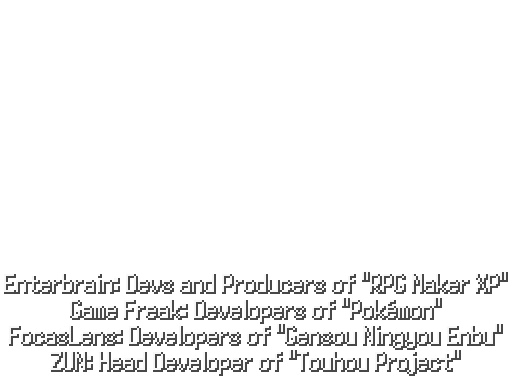 Enterbrain: Devs and Producers of "RPG Maker XP"
Game Freak: Developers of "Pokémon"
FocasLens: Developers of "Gensou Ningyou Enbu"
ZUN: Head Developer of "Touhou Project"